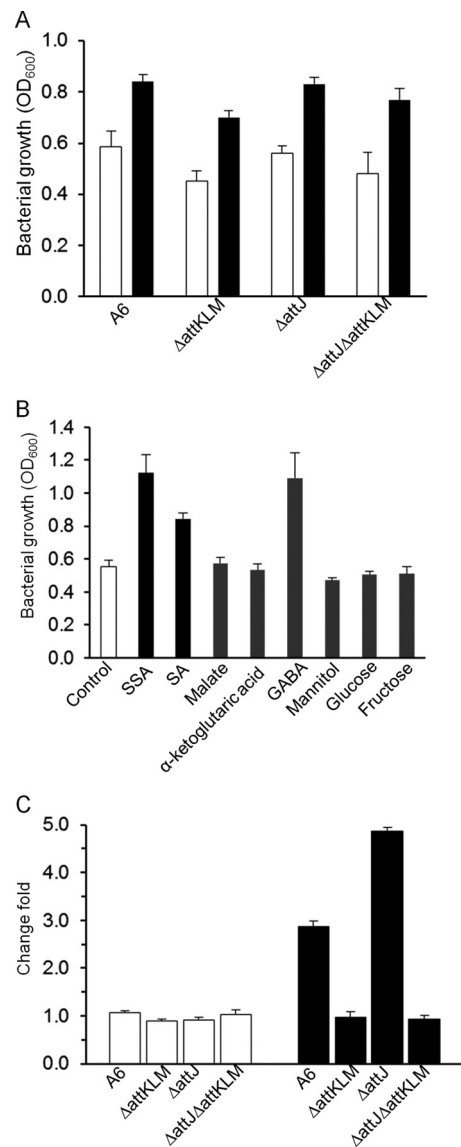 A
Bacterial growth (OD600)
1.0
0.8
0.6
0.4
0.2
0.0
A6
ΔattKLM
ΔattJ
ΔattJΔattKLM
B
Bacterial growth (OD600)
1.4
1.2
1.0
0.8
0.6
0.4
0.2
0.0
Control
SSA
SA
Malate
α-ketoglutaric acid
GABA
Mannitol
Glucose
Fructose
C
Change fold
5.0
3.0
2.0
1.0
0.0
A6
ΔattKLM
ΔattJ
ΔattJΔattKLM
A6
ΔattKLM
ΔattJ
ΔattJΔattKLM